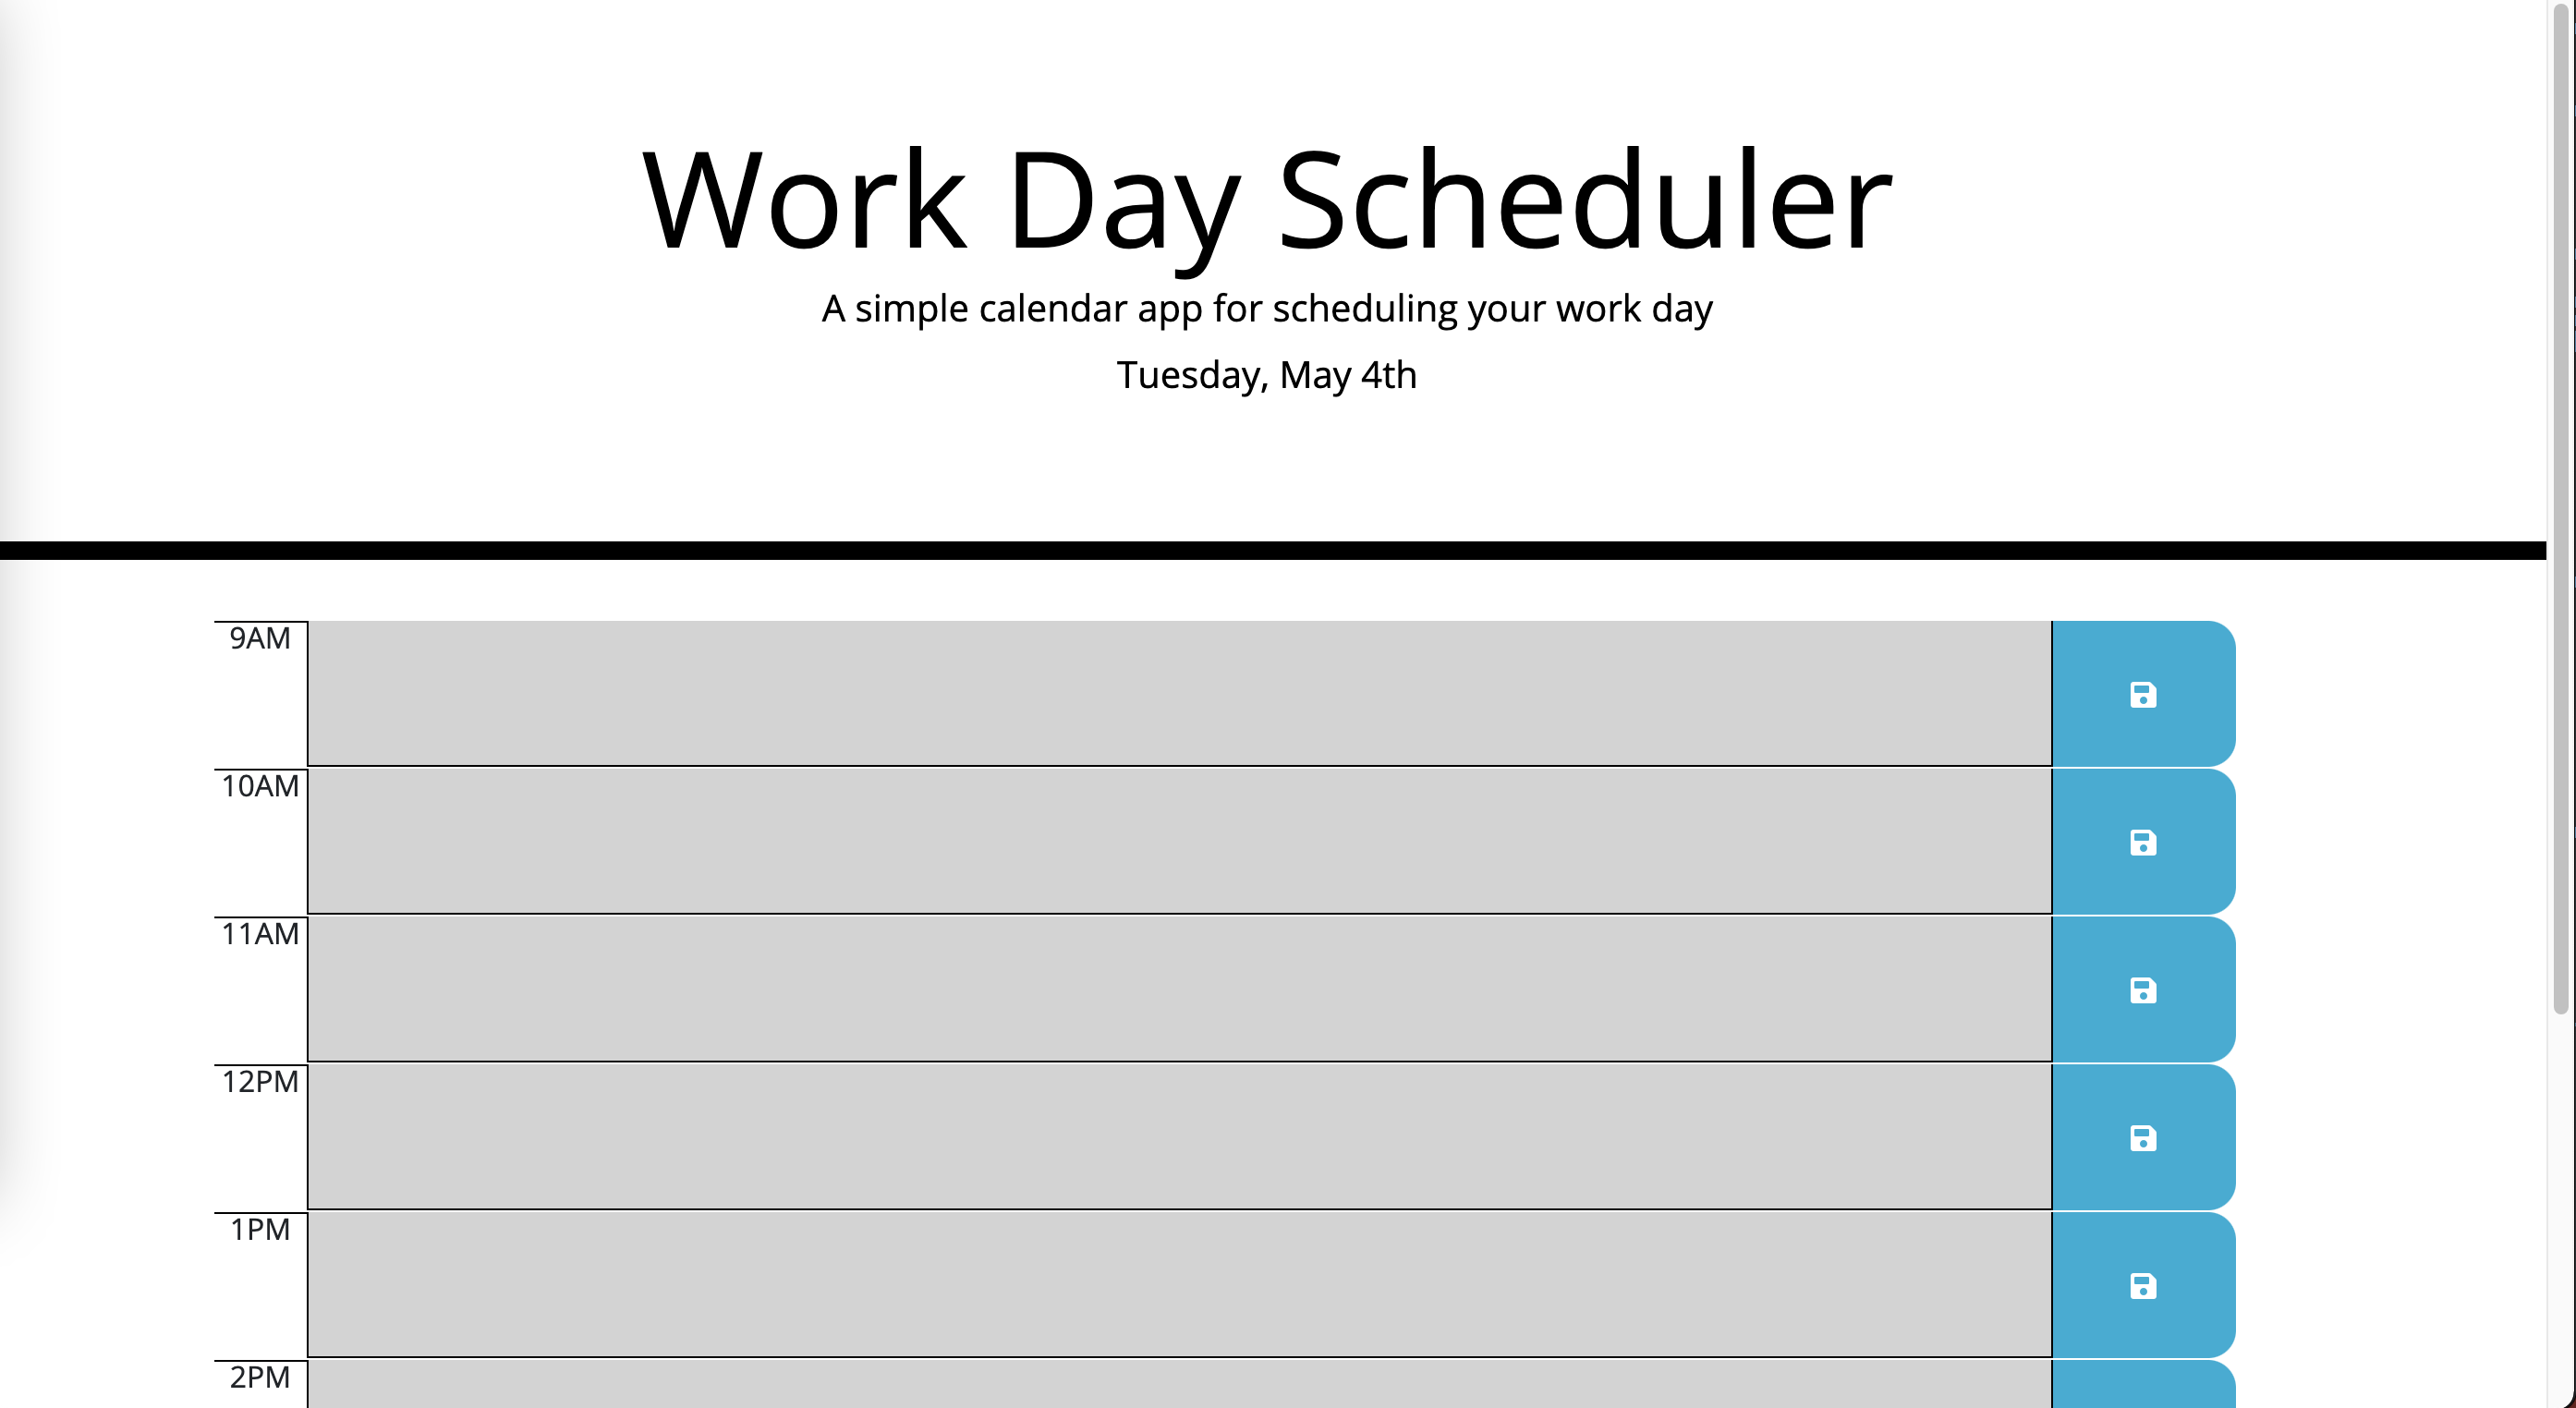 Work Day Scheduler
A simple calendar app for scheduling your work day
Tuesday, May 4th
9AM
10AM
11AM
12PM
1PM
2PM